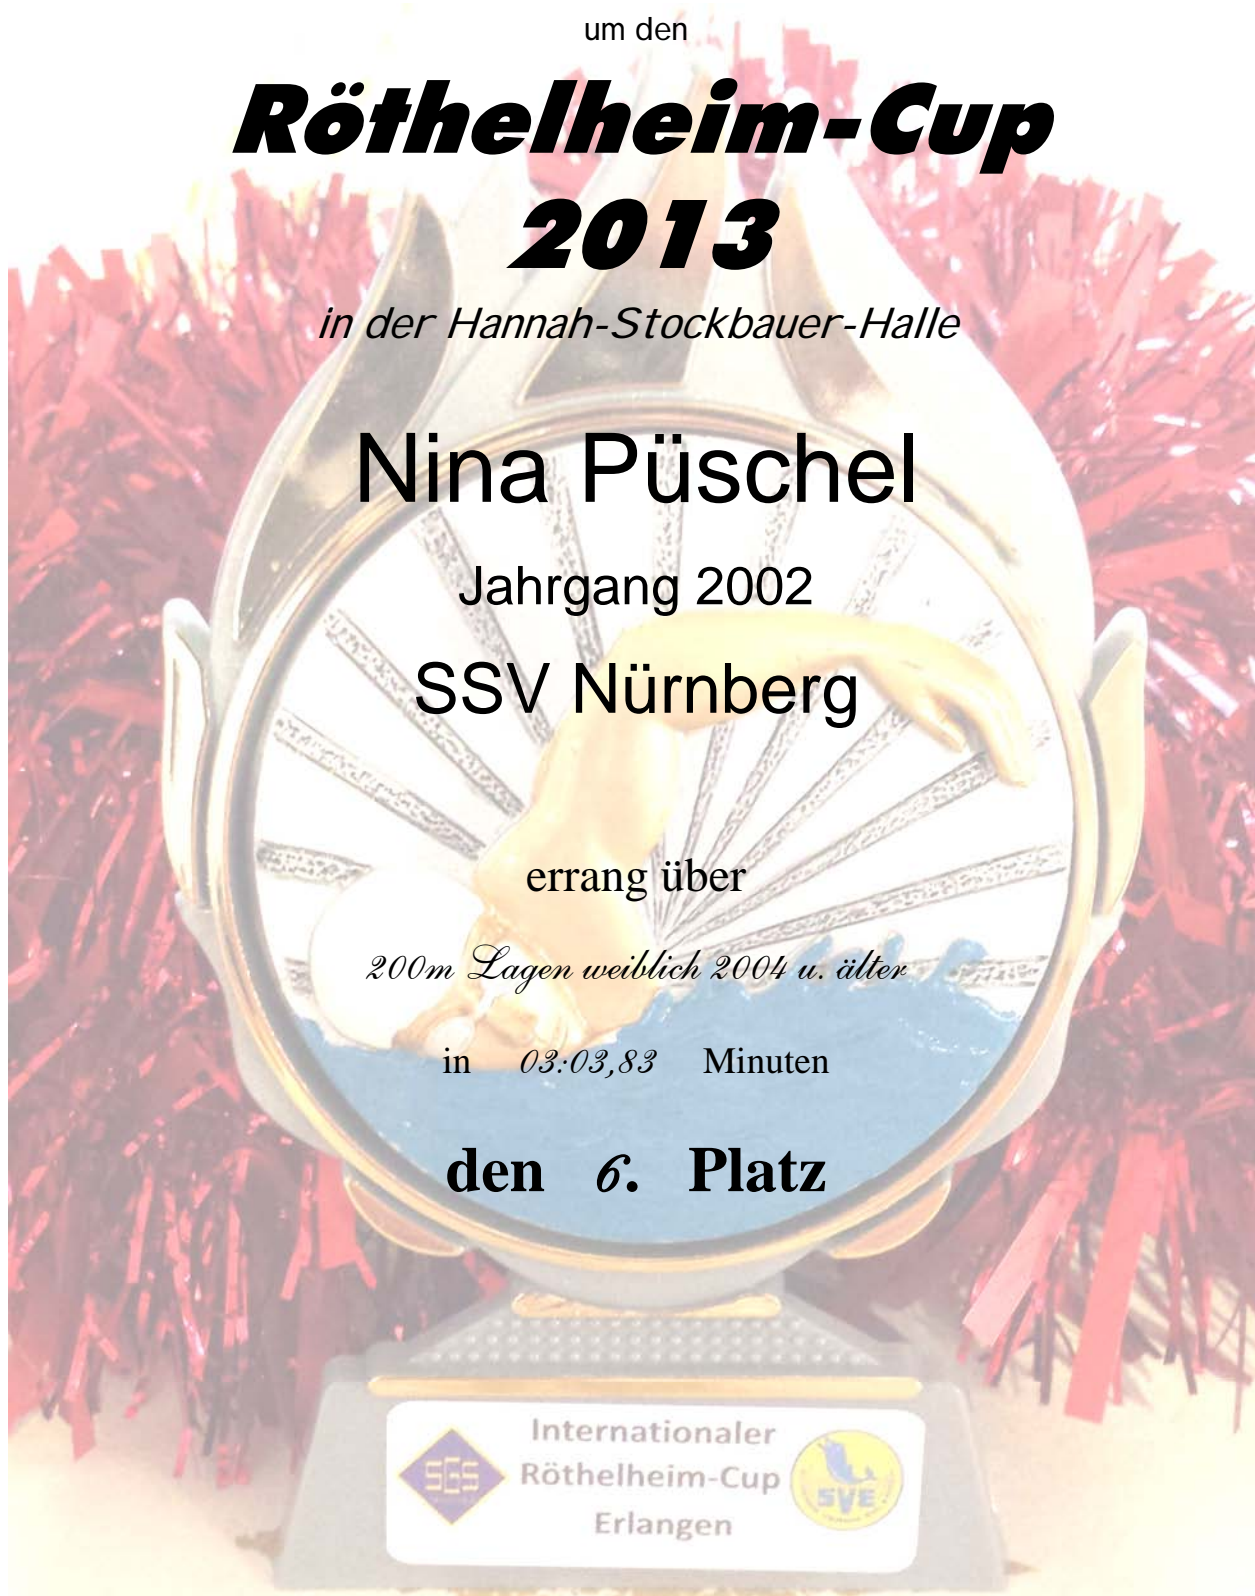 um den
Röthelheim-Cup
2013
in der Hannah-Stockbauer-Halle
Nina Püschel
Jahrgang 2002
SSV Nürnberg
errang über
200m Lagen weiblich 2004 u. älter
in 03:03,83 Minuten
den 6. Platz
Internationaler
SGS Röthelheim-Cup SVE
Erlangen